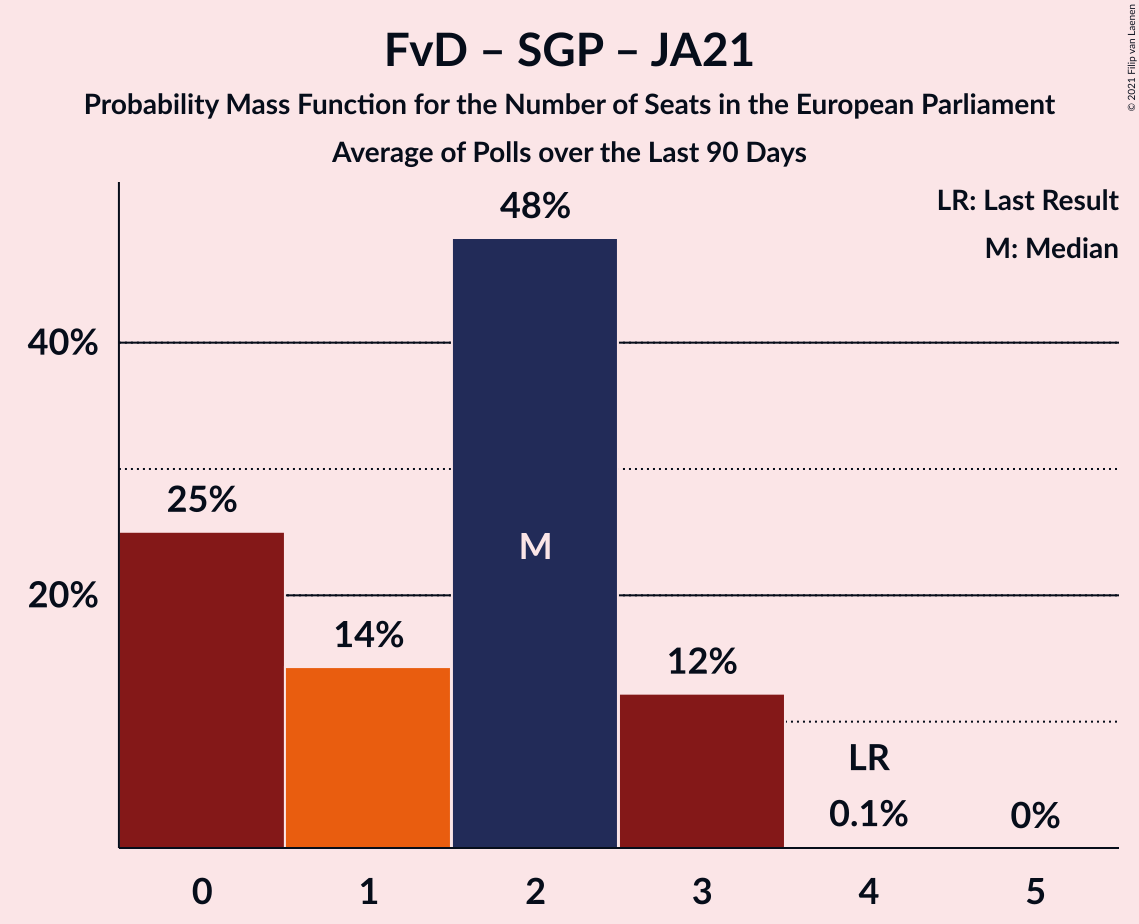 FvD – SGP – JA21
Probability Mass Function for the Number of Seats in the European Parliament
Average of Polls over the Last 90 Days
© 2021 Filip van Laenen
LR: Last Result
M: Median
48%
40%
25%
M
20%
14%
12%
LR
0.1%
0%
0 1 2 3 4 5